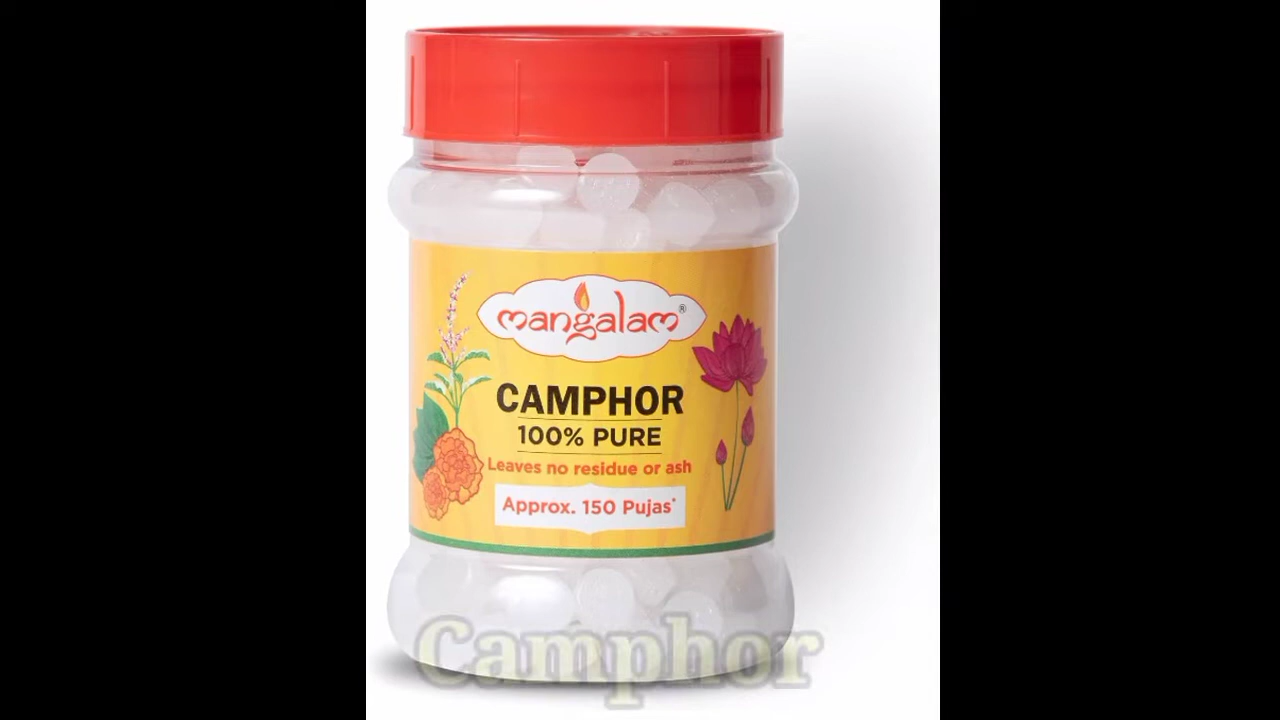 mangalam®
CAMPHOR
100% PURE
Leaves no residue or ash
Approx. 150 Pujas*
Camphor